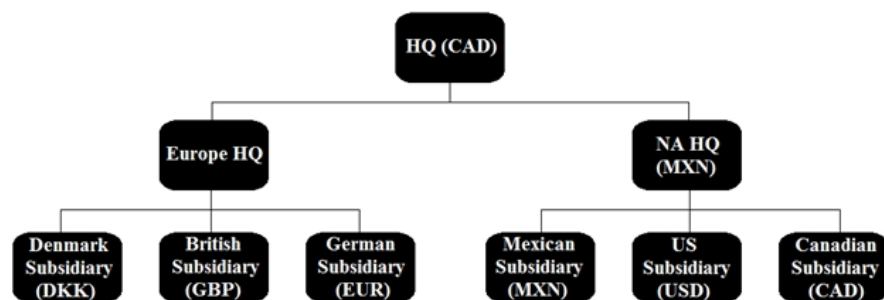 HQ (CAD)
Europe HQ
NA HQ
(MXN)
Denmark
Subsidiary
(DKK)
British
Subsidiary
(GBP)
German
Subsidiary
(EUR)
Mexican
Subsidiary
(MXN)
US
Subsidiary
(USD)
Canadian
Subsidiary
(CAD)